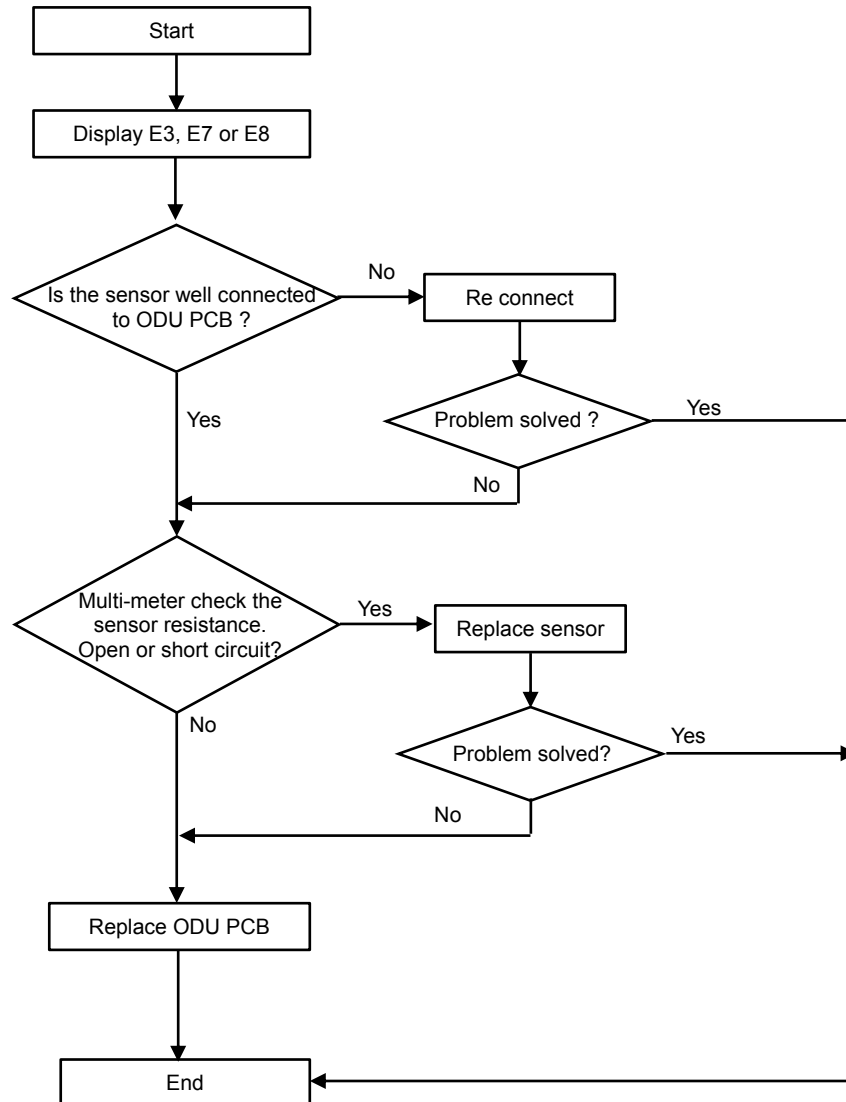 Start
Display E3, E7 or E8
Is the sensor well connected
to ODU PCB ?
No
Re connect
Yes
Problem solved ?
Yes
No
Multi-meter check the
sensor resistance.
Open or short circuit?
Yes
Replace sensor
No
Problem solved?
Yes
No
Replace ODU PCB
End